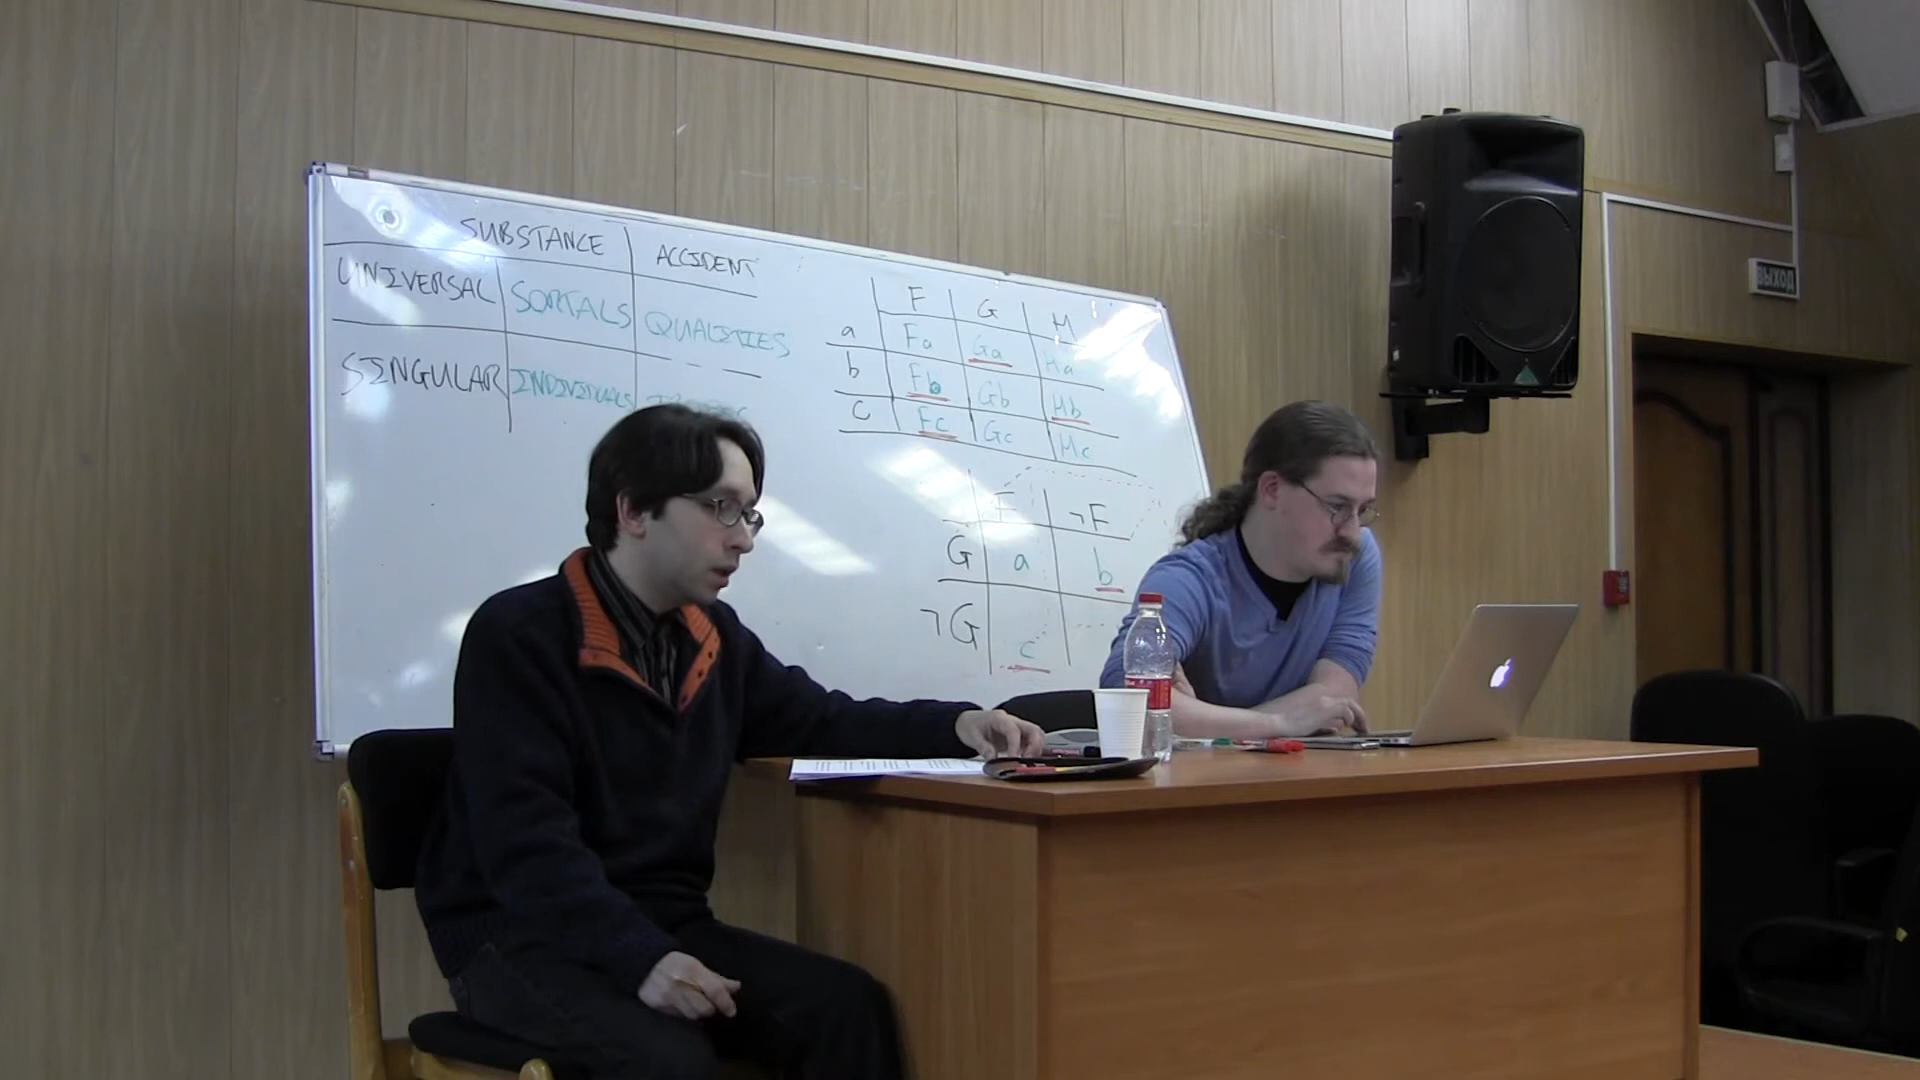 SUBSTANCE ACCIDENT
UNIVERSAL SORTALS QUALITIES
SINGULAR INDIVIDUALS
F G H
a Fa Ga Ha
b Fb Gb Hb
c Fc Gc Hc
F ¬F
G a b
¬G c
ВЫХОД